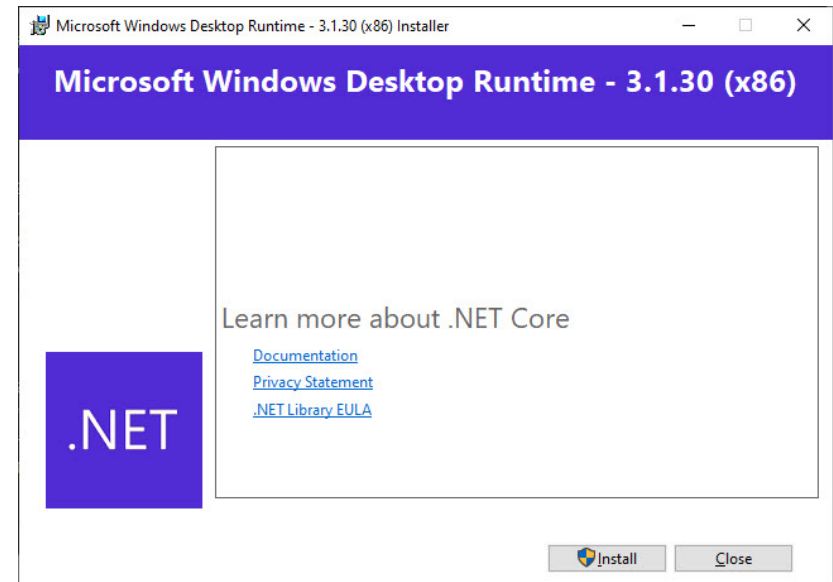 Microsoft Windows Desktop Runtime - 3.1.30 (x86) Installer
Microsoft Windows Desktop Runtime - 3.1.30 (x86)
Learn more about .NET Core
Documentation
Privacy Statement
.NET Library EULA
.NET
Install
Close